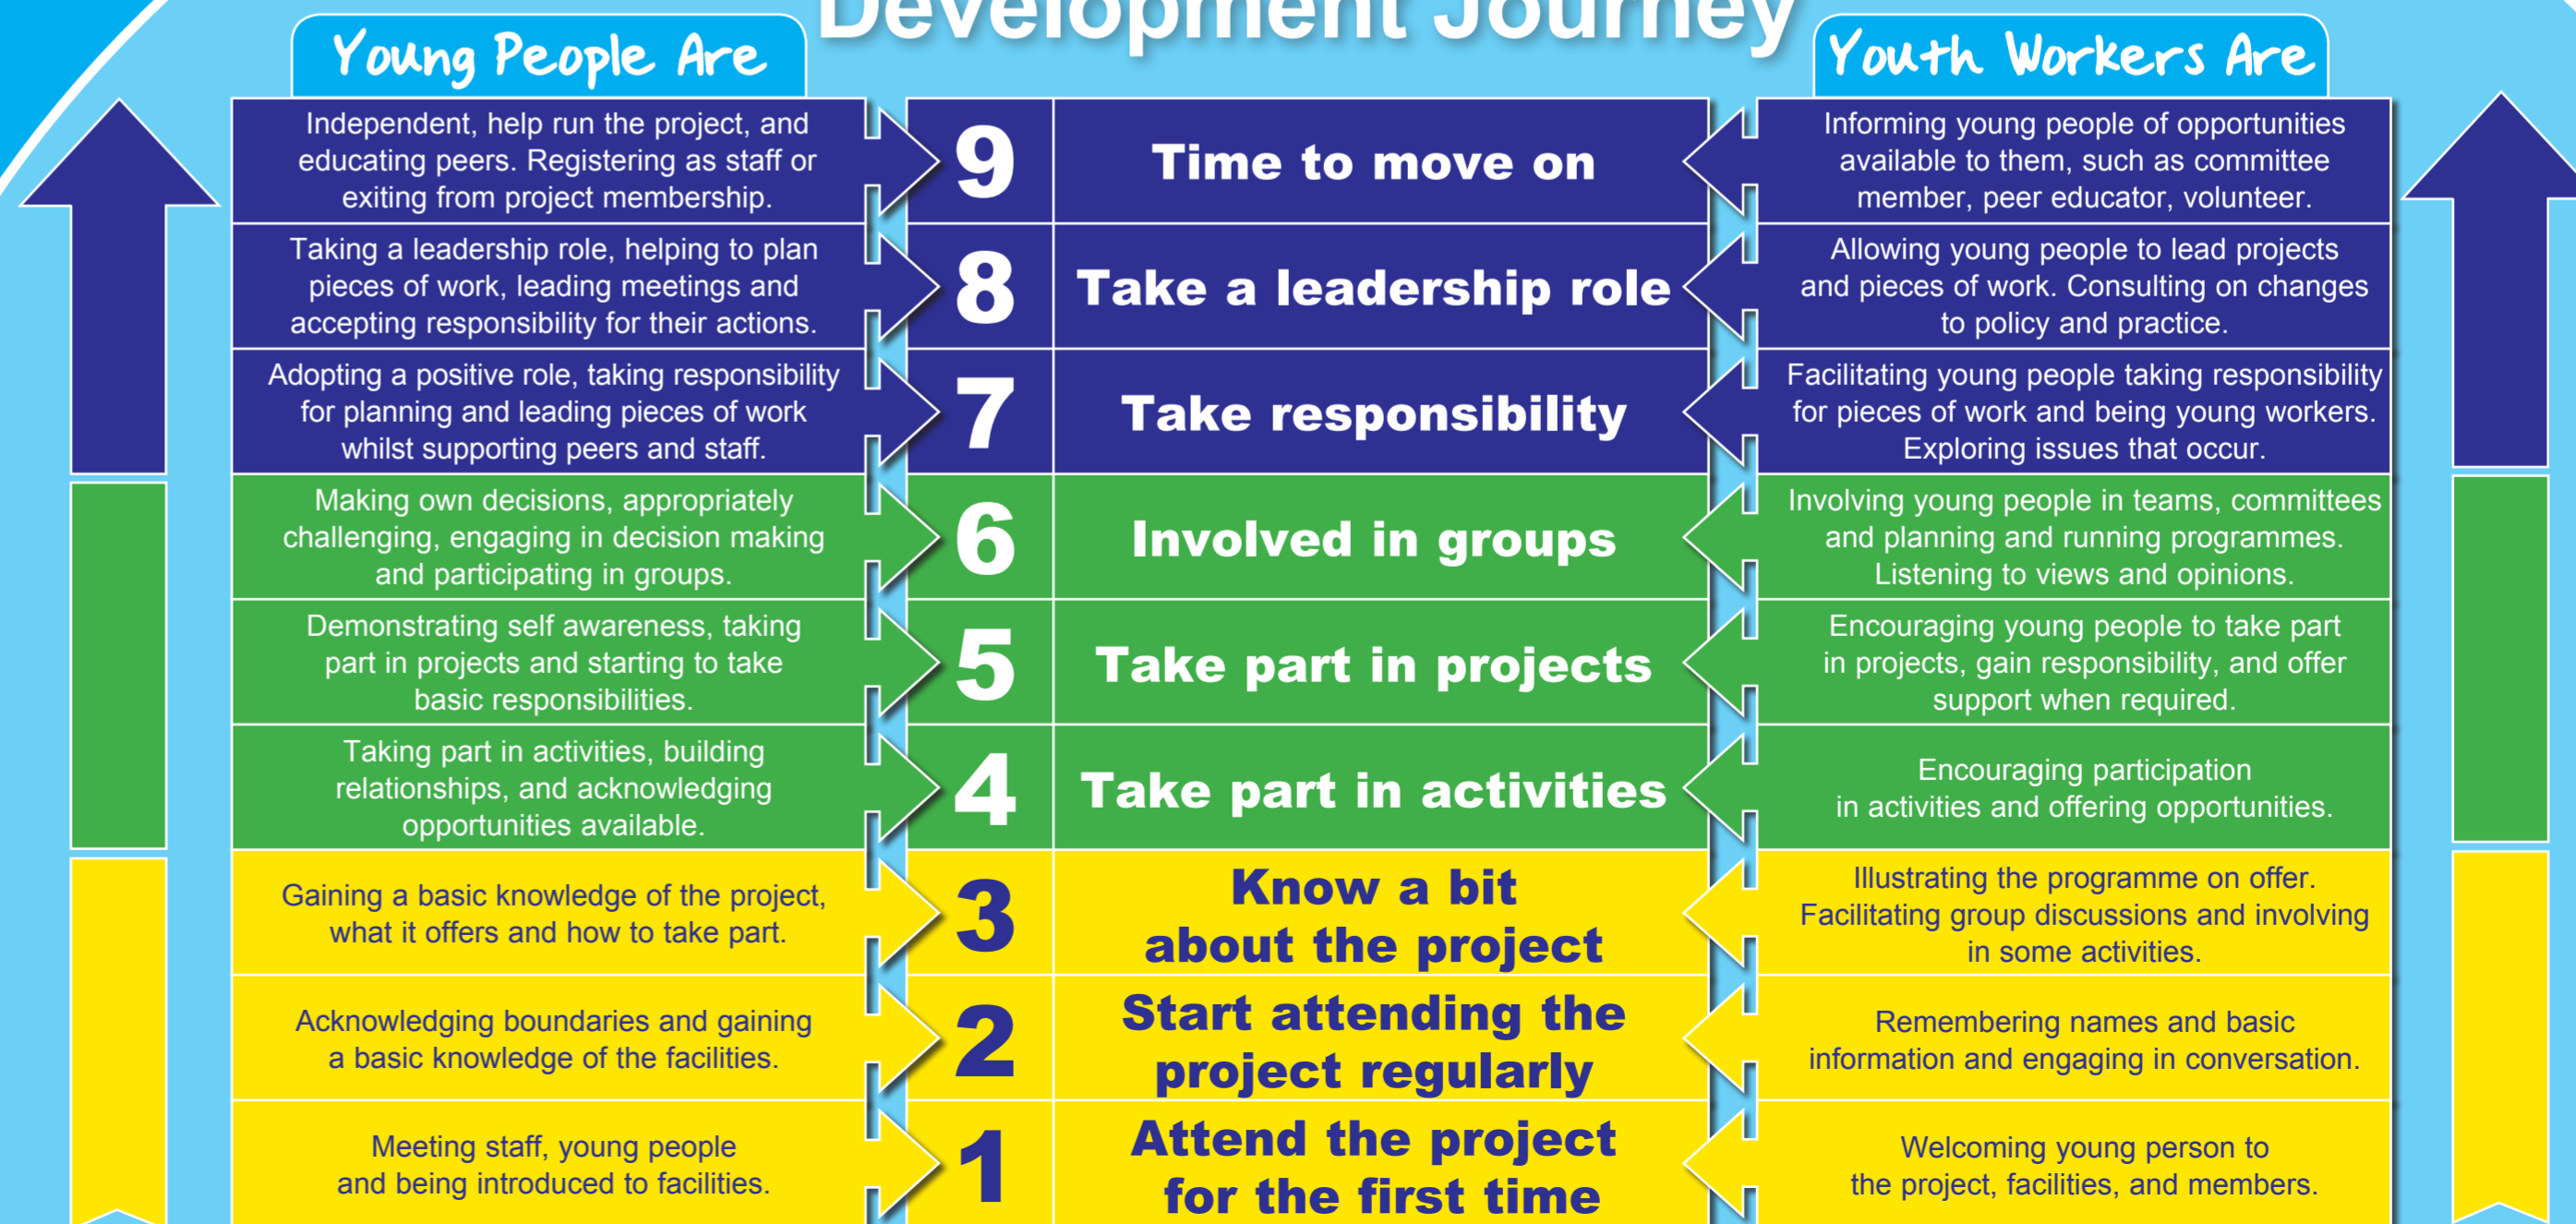 Development Journey
Young People Are
Youth Workers Are
Independent, help run the project, and
educating peers. Registering as staff or
exiting from project membership.
9
Time to move on
Informing young people of opportunities
available to them, such as committee
member, peer educator, volunteer.
Taking a leadership role, helping to plan
pieces of work, leading meetings and
accepting responsibility for their actions.
8
Take a leadership role
Allowing young people to lead projects
and pieces of work. Consulting on changes
to policy and practice.
Adopting a positive role, taking responsibility
for planning and leading pieces of work
whilst supporting peers and staff.
7
Take responsibility
Facilitating young people taking responsibility
for pieces of work and being young workers.
Exploring issues that occur.
Making own decisions, appropriately
challenging, engaging in decision making
and participating in groups.
6
Involved in groups
Involving young people in teams, committees
and planning and running programmes.
Listening to views and opinions.
Demonstrating self awareness, taking
part in projects and starting to take
basic responsibilities.
5
Take part in projects
Encouraging young people to take part
in projects, gain responsibility, and offer
support when required.
Taking part in activities, building
relationships, and acknowledging
opportunities available.
4
Take part in activities
Encouraging participation
in activities and offering opportunities.
Gaining a basic knowledge of the project,
what it offers and how to take part.
3
Know a bit
about the project
Illustrating the programme on offer.
Facilitating group discussions and involving
in some activities.
Acknowledging boundaries and gaining
a basic knowledge of the facilities.
2
Start attending the
project regularly
Remembering names and basic
information and engaging in conversation.
Meeting staff, young people
and being introduced to facilities.
1
Attend the project
for the first time
Welcoming young person to
the project, facilities, and members.